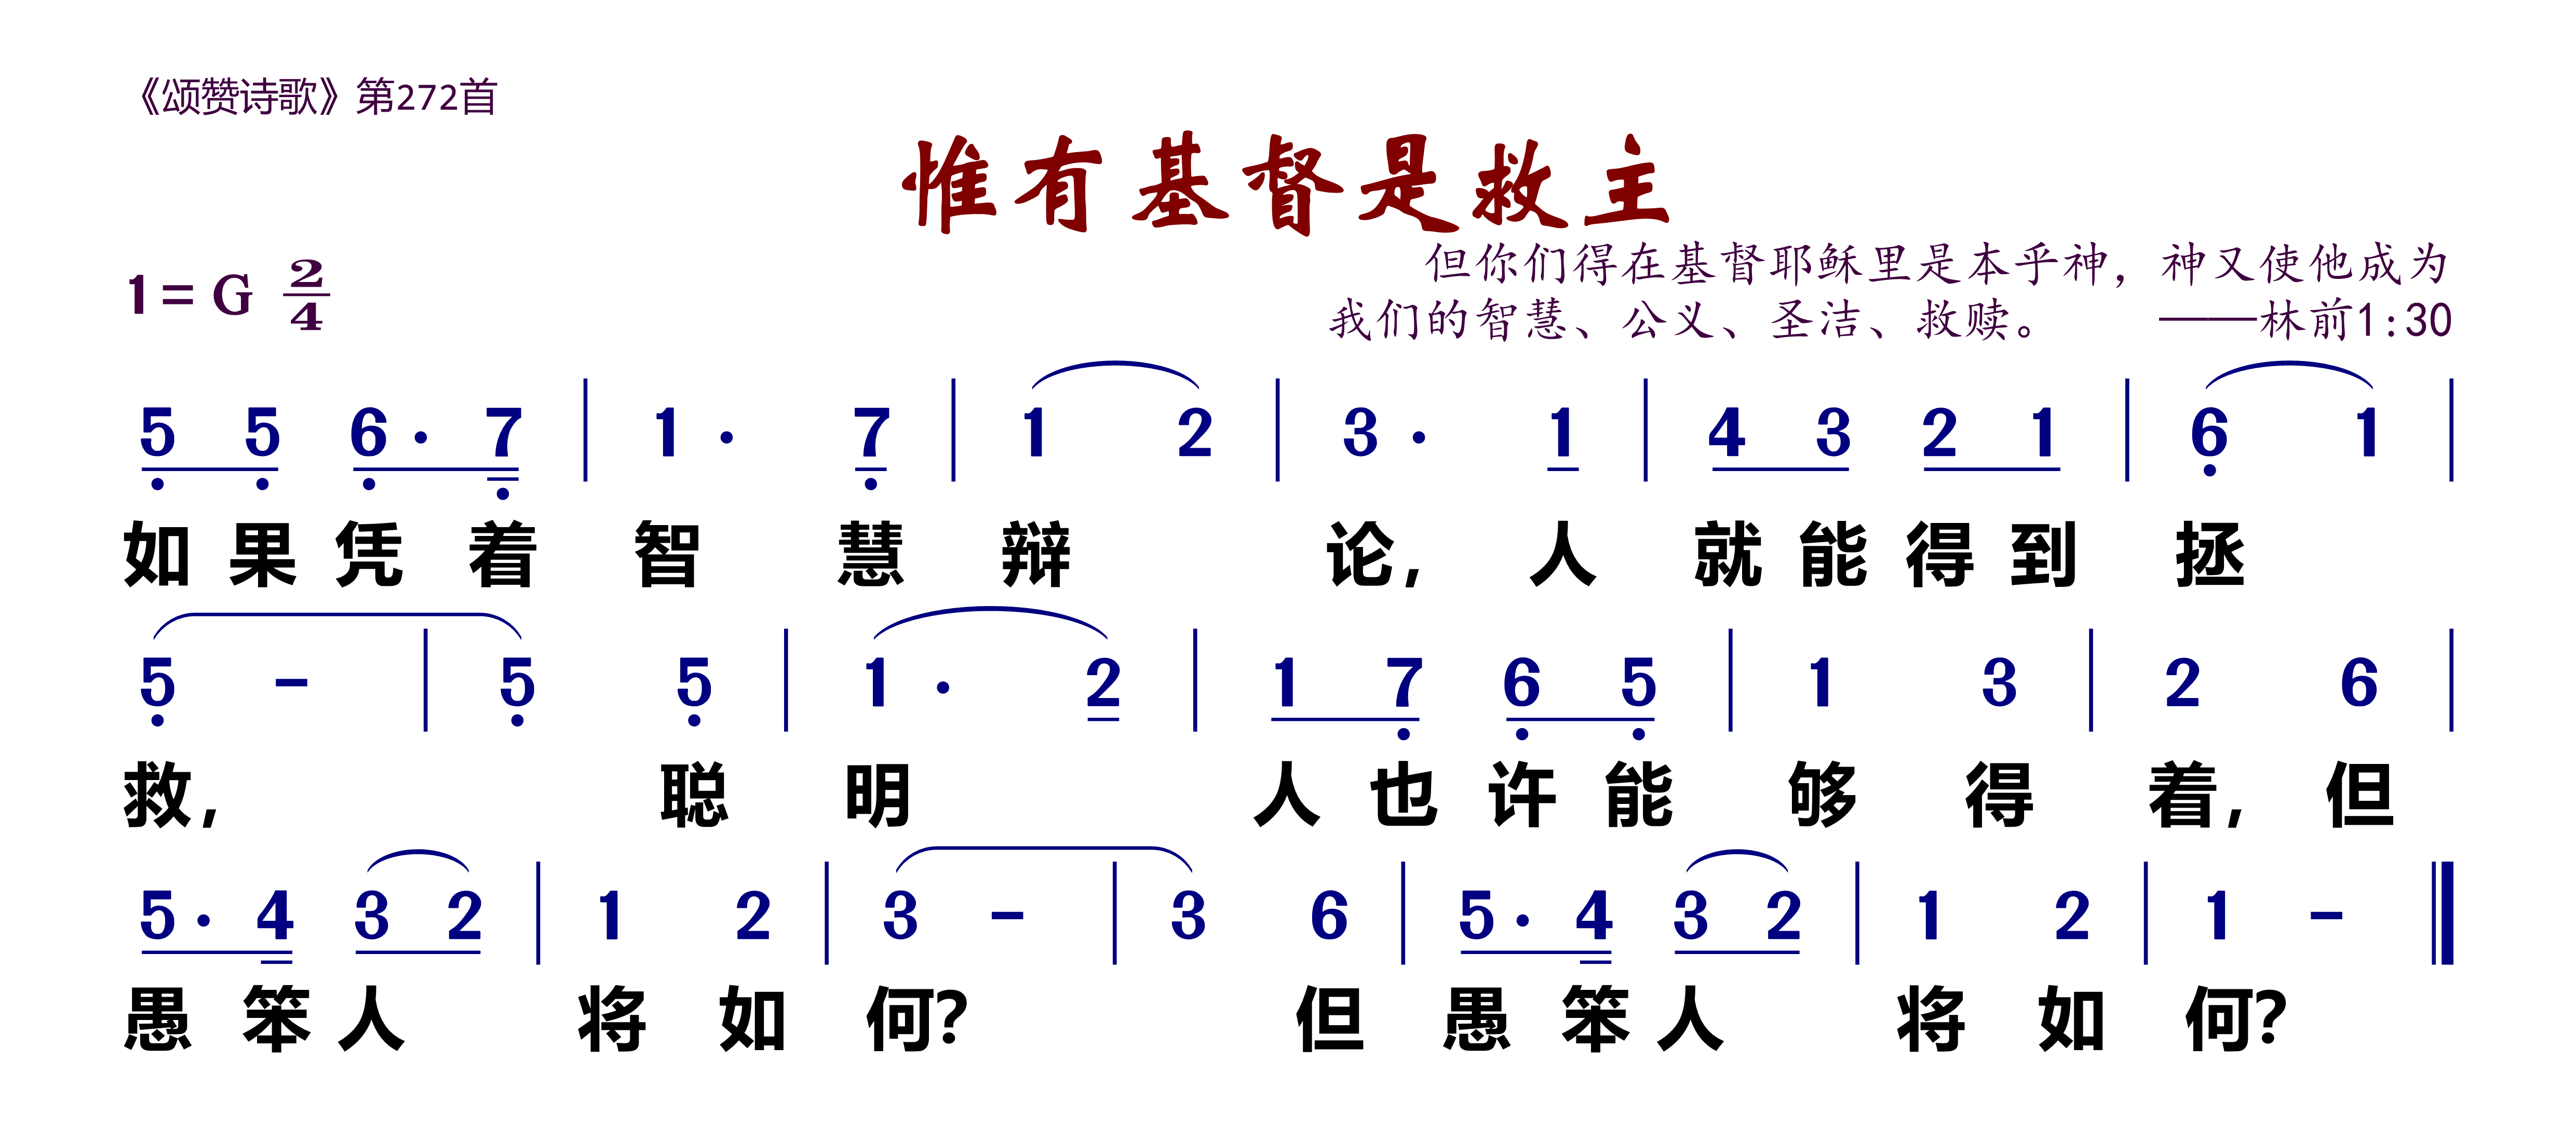 《颂赞诗歌》第272首
惟有基督是救主
但你们得在基督耶稣里是本乎神，神又使他成为
1=G 2/4
我们的智慧、公义、圣洁、救赎。 ——林前1:30
5 5 6· 7 | 1· 7 | 1 2 | 3· 1 | 4 3 2 1 | 6 1 |
如果凭着智慧辩论，人就能得到拯
5 - | 5 5 | 1· 2 | 1 7 6 5 | 1 3 | 2 6 |
救，聪明人也许能够得着，但
5· 4 3 2 | 1 2 | 3 - | 3 6 | 5· 4 3 2 | 1 2 | 1 - ‖
愚笨人将如何？但愚笨人将如何？